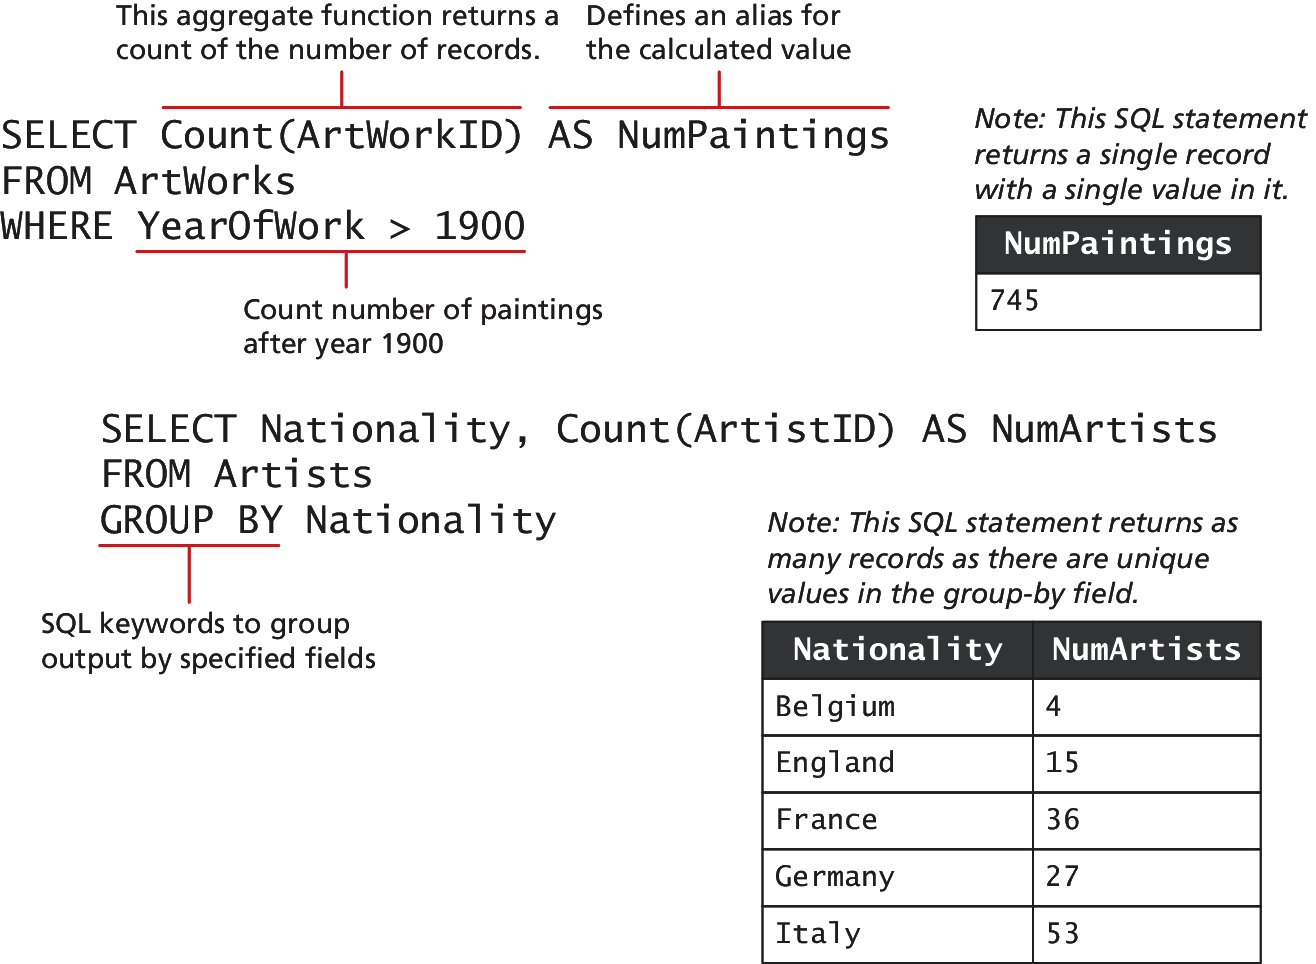 This aggregate function returns a
count of the number of records.
Defines an alias for
the calculated value
SELECT Count(ArtWorkID) AS NumPaintings
FROM ArtWorks
WHERE YearOfWork > 1900
Count number of paintings
after year 1900
Note: This SQL statement
returns a single record
with a single value in it.
NumPaintings
745
SELECT Nationality, Count(ArtistID) AS NumArtists
FROM Artists
GROUP BY Nationality
SQL keywords to group
output by specified fields
Note: This SQL statement returns as
many records as there are unique
values in the group-by field.
Nationality NumArtists
Belgium 4
England 15
France 36
Germany 27
Italy 53